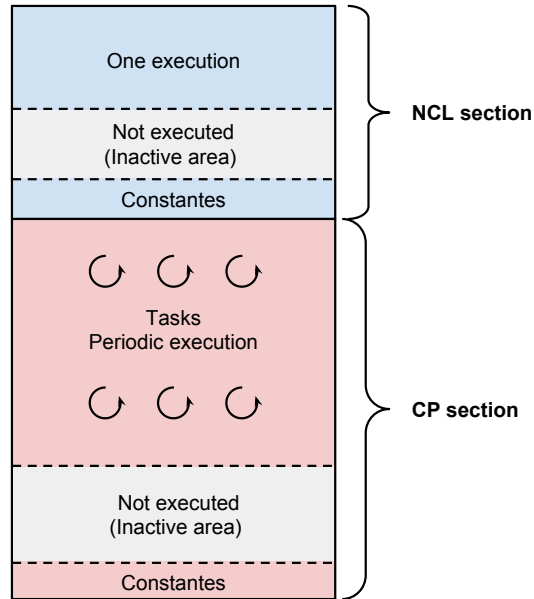 One execution
Not executed
(Inactive area)
NCL section
Constantes
Tasks
Periodic execution
CP section
Not executed
(Inactive area)
Constantes